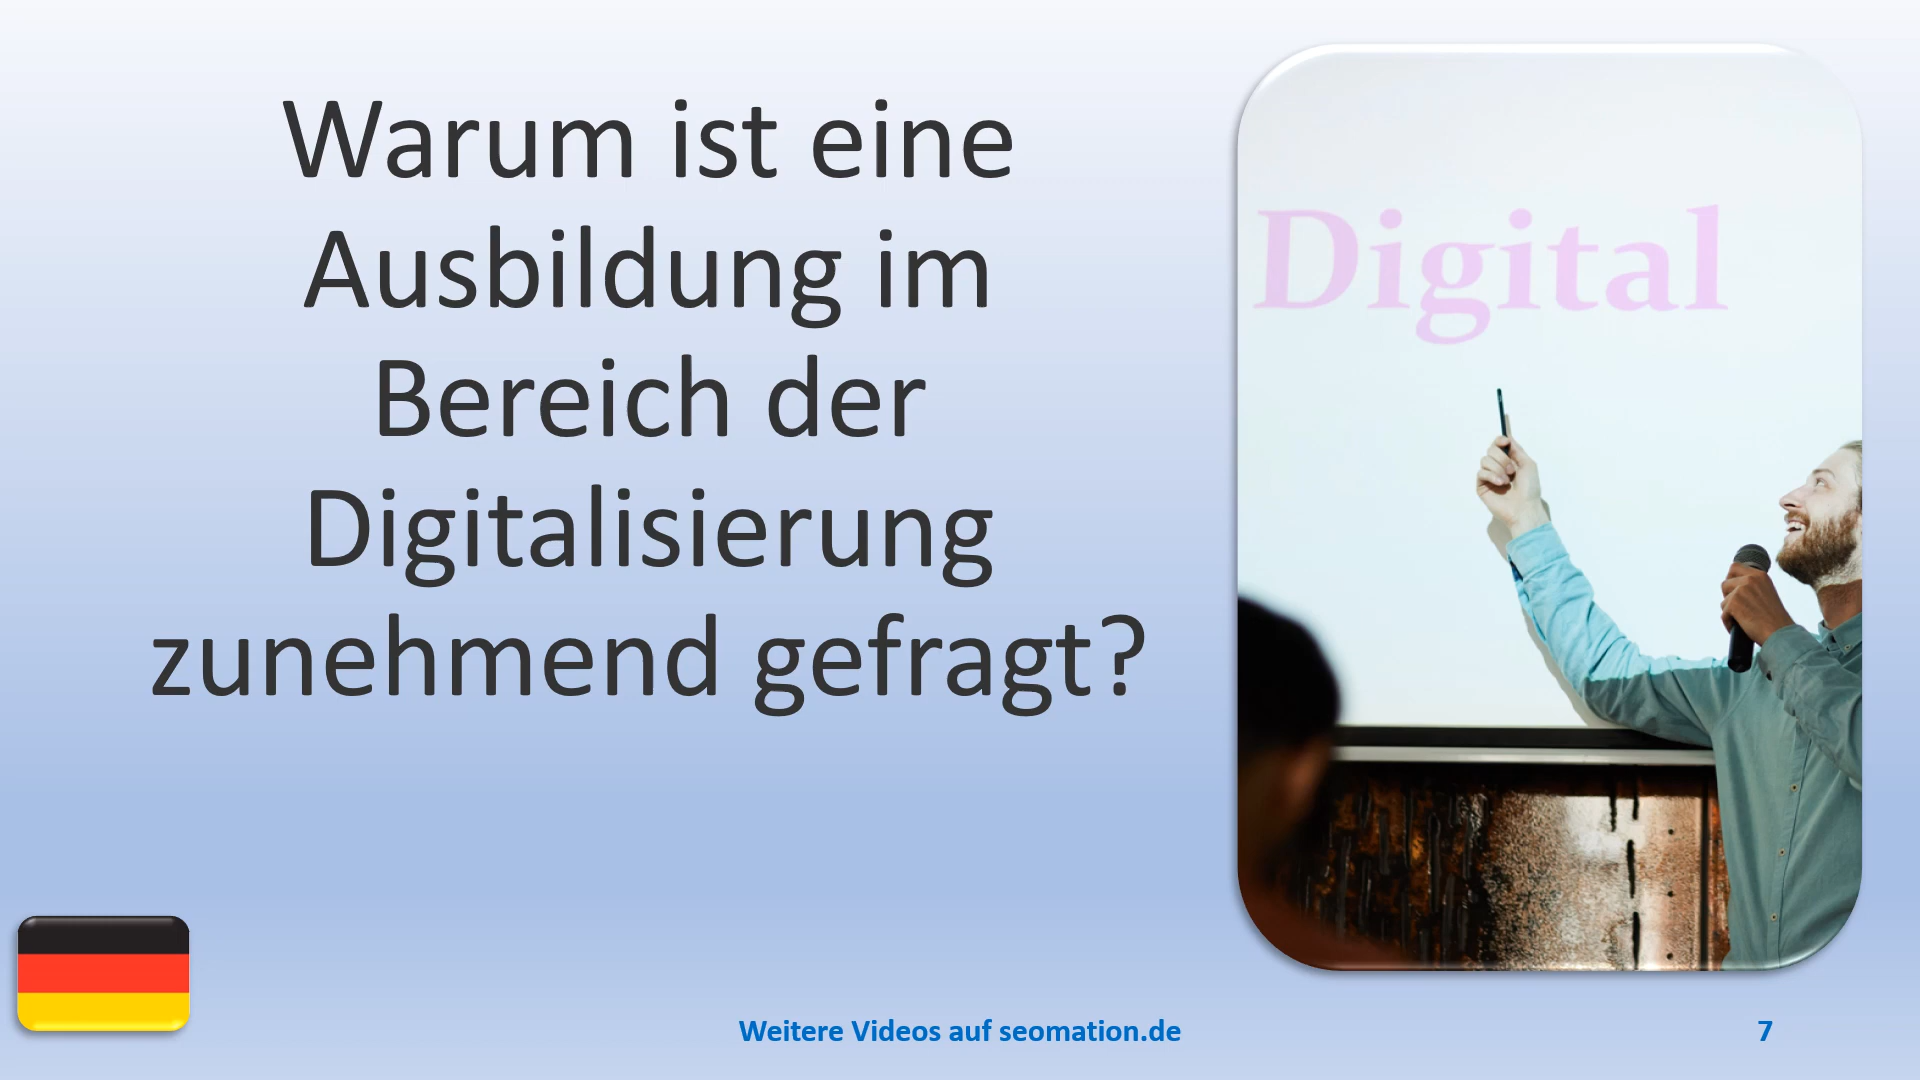 Warum ist eine
Ausbildung im
Bereich der
Digitalisierung
zunehmend gefragt?
Digital
Weitere Videos auf seomation.de
7